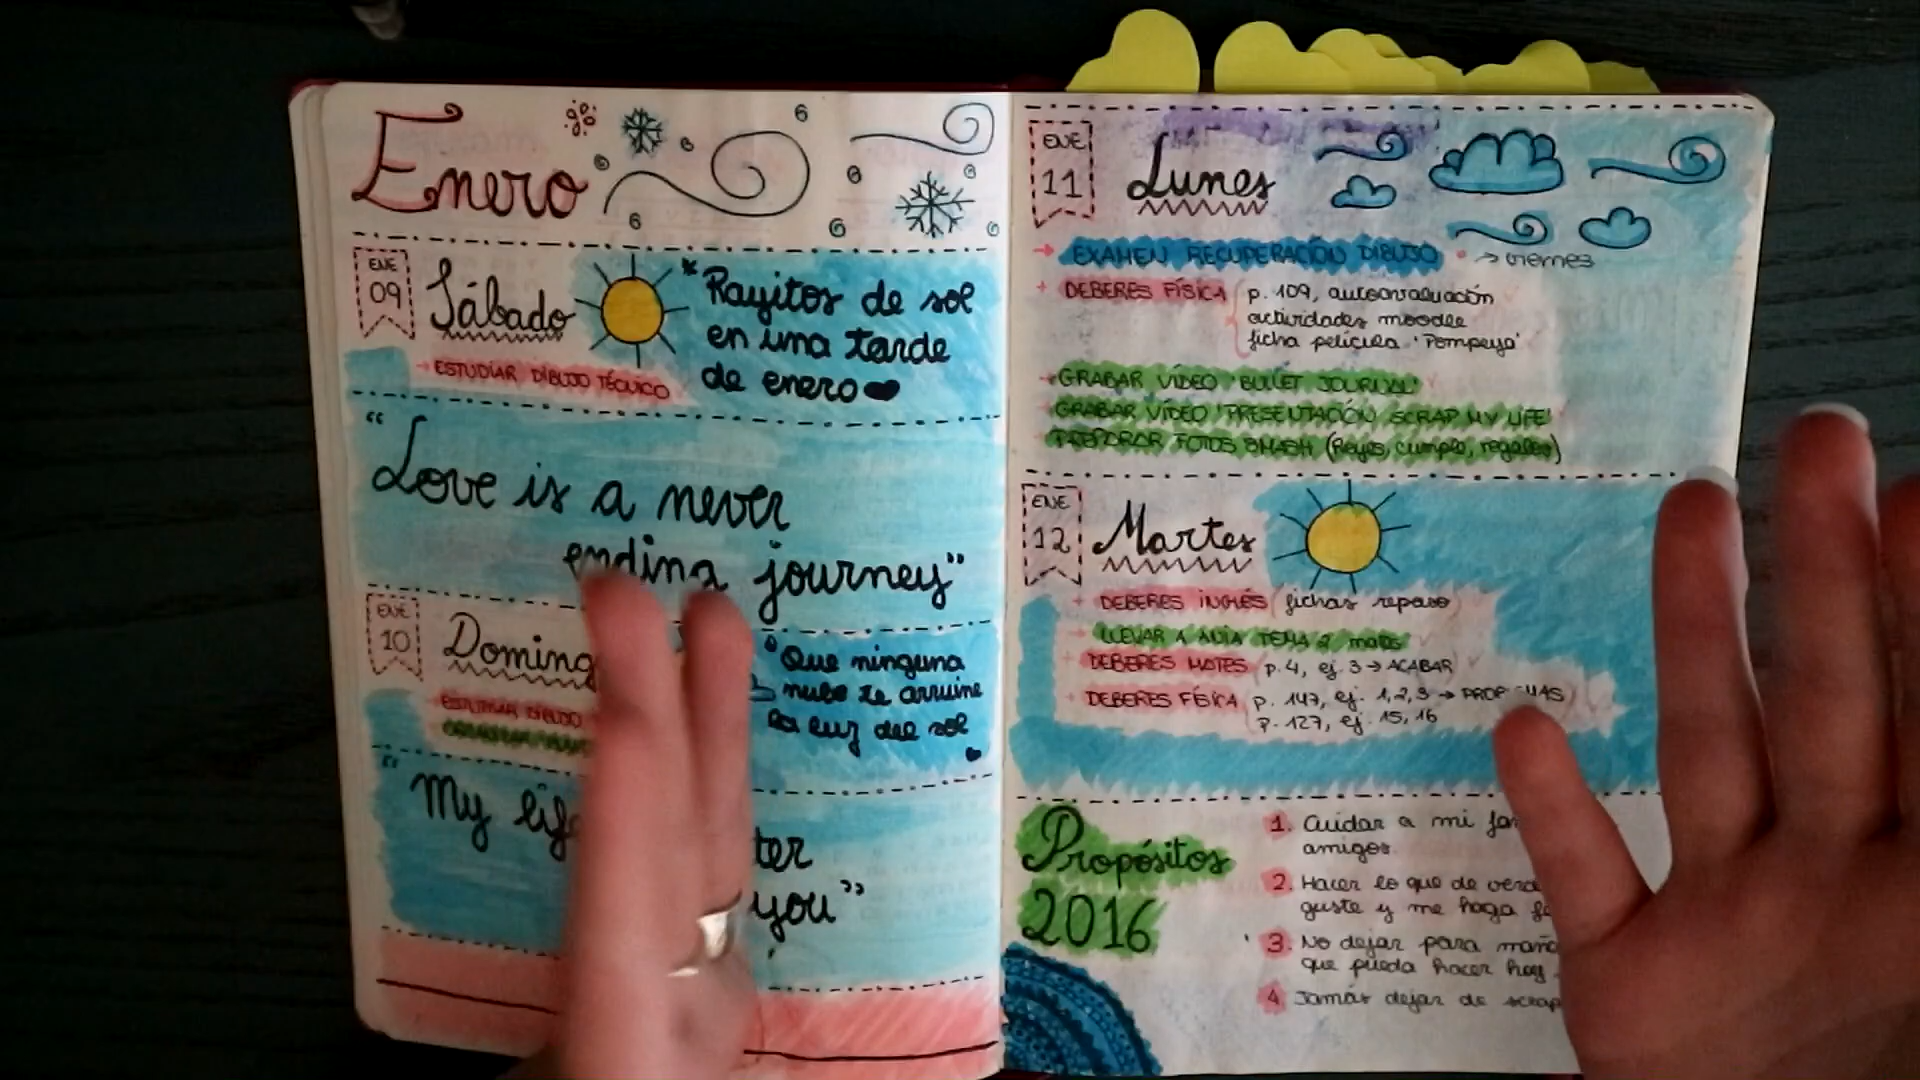 Enero
ENE
09
Sábado
* Rayitos de sol
en una tarde
de enero
ESTUDIAR DIBUJO TÉCNICO
"Love is a never
ending journey"
ENE
10
"Que ninguna
nube te arruine
la luz del sol
ESTUDIAR DIBUJO
"My
you"
ENE
11
Lunes
→ EXAMEN RECUPERACIÓN DIBUJO • → viernes
+ DEBERES FÍSICA p. 109, autoavaluación
actividades moodle
ficha película 'Pompeya'
GRABAR VÍDEO 'BULLET JOURNAL'
GRABAR VÍDEO 'PRESENTACIÓN SCRAP MY LIFE'
PREPARAR FOTOS SMASH (Reyes, cumple, regalos)
ENE
12
Martes
+ DEBERES INGLÉS (fichas repaso)
LLEVAR A TEMA 2 mates
+ DEBERES MATES (p. 4, ej. 3 → ACABAR)
+ DEBERES FÍSICA p. 147, ej. 1, 2, 3 →
p. 127, ej. 15, 16
Propósitos
2016
1. Cuidar a mi
amigos.
2. Hacer lo que de
guste y me haga
3. No dejar para
que pueda hacer hoy.
4. Jamás dejar de